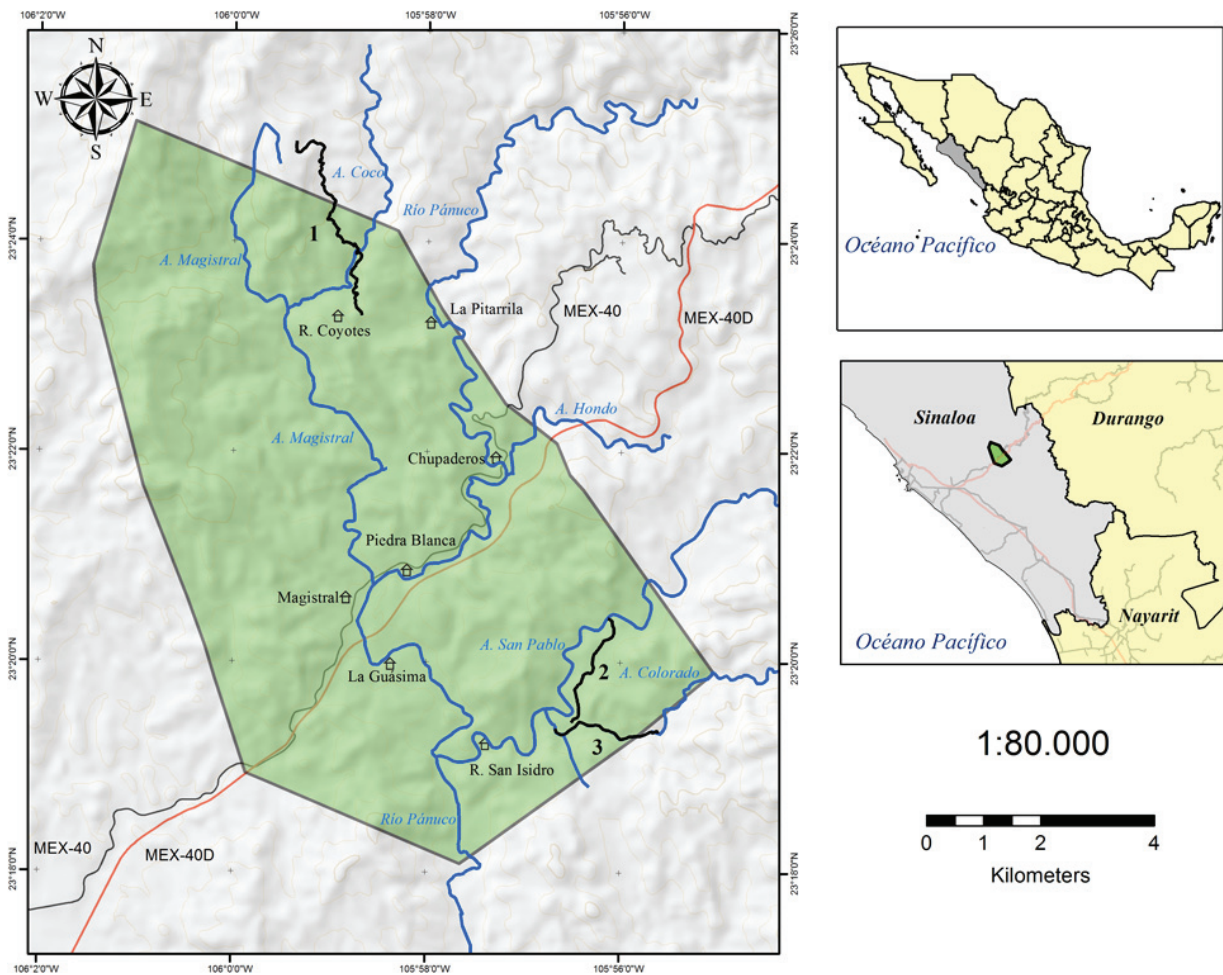 106°2'0"W
106°0'0"W
105°58'0"W
105°56'0"W
23°26'0"N
N
W
E
S
A. Coco
Río Pánuco
23°24'0"N
23°24'0"N
1
A. Magistral
La Pitarrila
MEX-40
MEX-40D
R. Coyotes
A. Hondo
A. Magistral
23°22'0"N
23°22'0"N
Chupaderos
Piedra Blanca
Magistral
A. San Pablo
23°20'0"N
23°20'0"N
La Guásima
2
A. Colorado
3
R. San Isidro
Río Pánuco
MEX-40
MEX-40D
23°18'0"N
23°18'0"N
106°2'0"W
106°0'0"W
105°58'0"W
105°56'0"W
Océano Pacífico
Sinaloa
Durango
Nayarit
Océano Pacífico
1:80.000
0 1 2 4
Kilometers